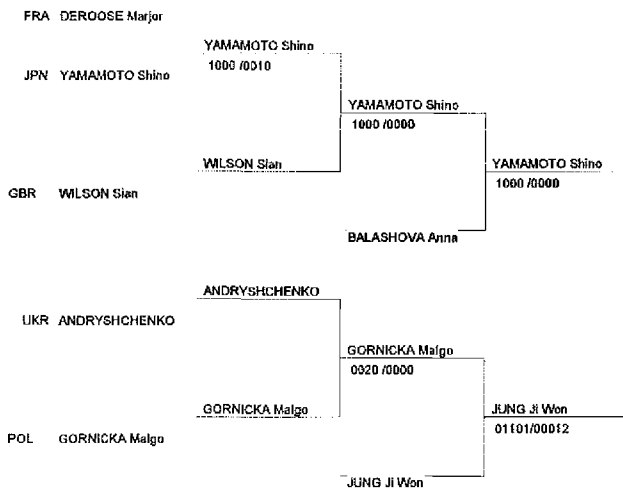 FRA DEROOSE Marjor
YAMAMOTO Shino
1000 /0010
JPN YAMAMOTO Shino
YAMAMOTO Shino
1000 /0000
WILSON Sian
YAMAMOTO Shino
1000 /0000
GBR WILSON Sian
BALASHOVA Anna
ANDRYSHCHENKO
UKR ANDRYSHCHENKO
GORNICKA Malgo
0020 /0000
GORNICKA Malgo
JUNG Ji Won
POL GORNICKA Malgo
JUNG Ji Won